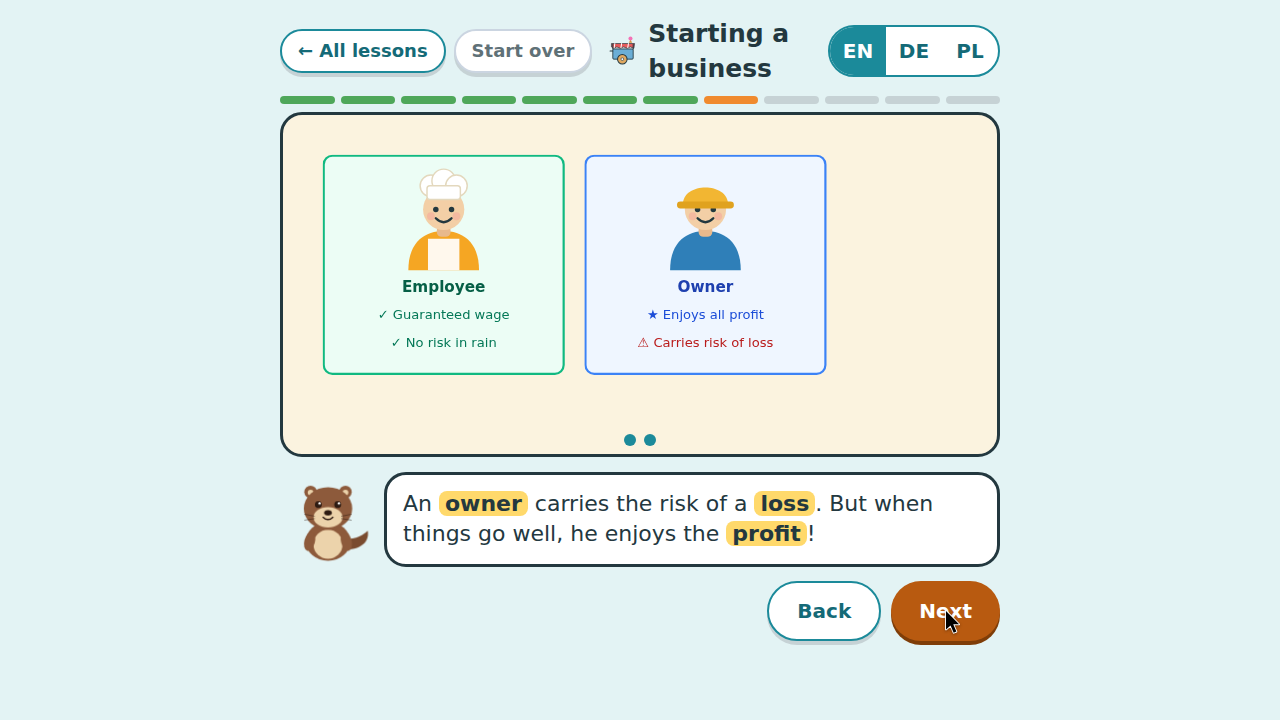 ← All lessons
Start over
Starting a
business
EN DE PL
Employee
✓ Guaranteed wage
✓ No risk in rain
Owner
★ Enjoys all profit
⚠ Carries risk of loss
An owner carries the risk of a loss. But when
things go well, he enjoys the profit!
Back
Next